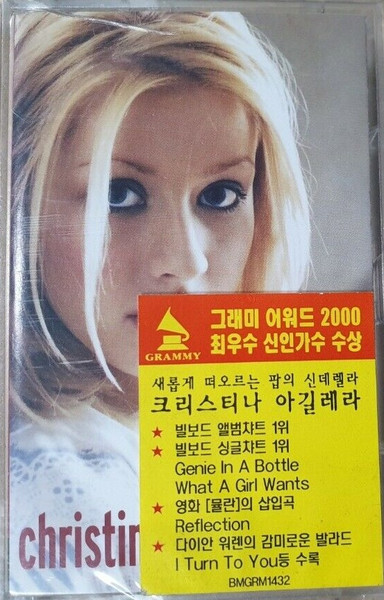 그래미 어워드 2000
최우수 신인가수 수상
GRAMMY
새롭게 떠오르는 팝의 신데렐라
크리스티나 아길레라
★ 빌보드 앨범챠트 1위
★ 빌보드 싱글챠트 1위
Genie In A Bottle
What A Girl Wants
★ 영화 [뮬란]의 삽입곡
Reflection
★ 다이안 워렌의 감미로운 발라드
I Turn To You등 수록
BMGRM1432
christin